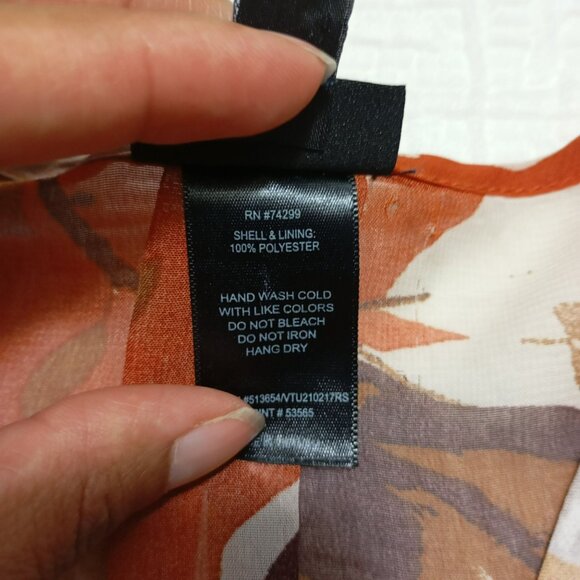 RN #74299
SHELL & LINING:
100% POLYESTER
HAND WASH COLD
WITH LIKE COLORS
DO NOT BLEACH
DO NOT IRON
HANG DRY
#513654/VTU210217RS
# 53565